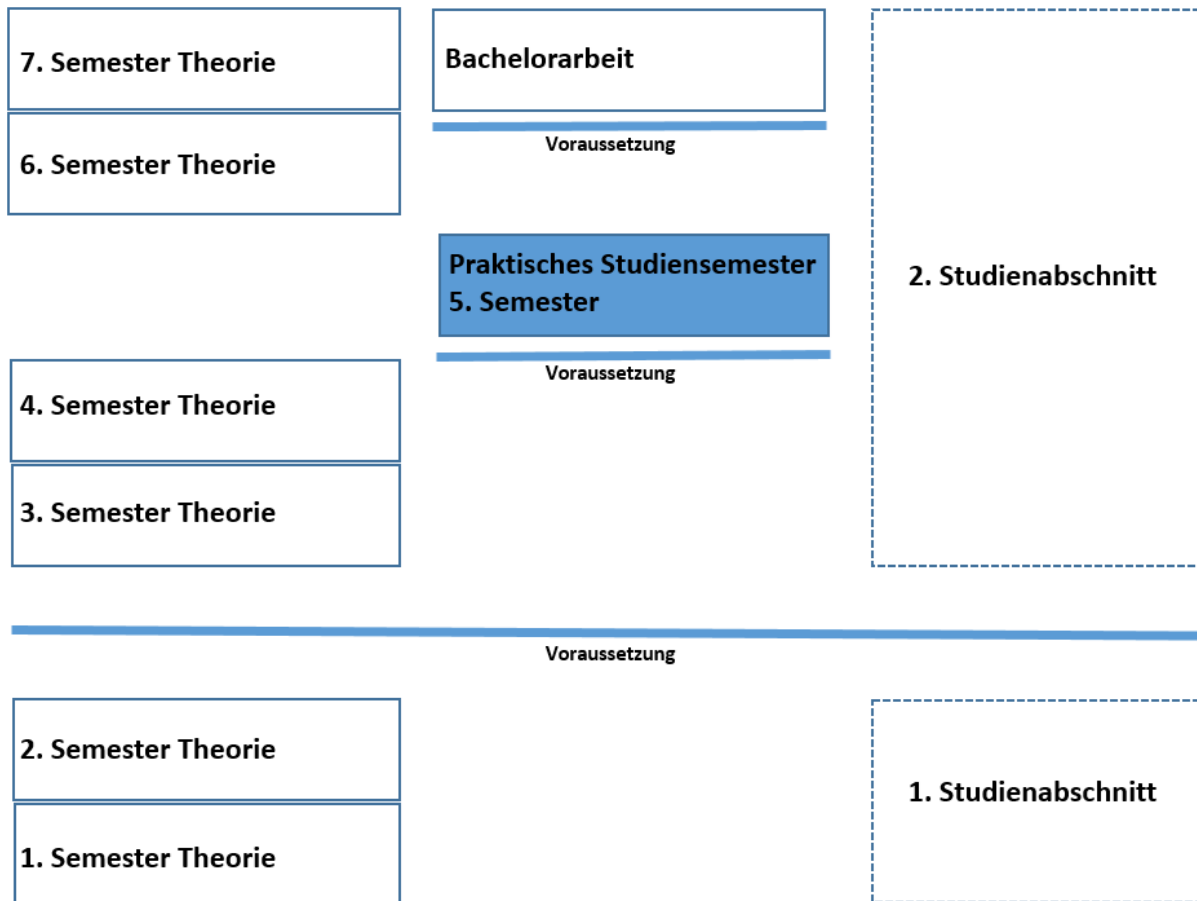 7. Semester Theorie
Bachelorarbeit
Voraussetzung
6. Semester Theorie
Praktisches Studiensemester
5. Semester
2. Studienabschnitt
Voraussetzung
4. Semester Theorie
3. Semester Theorie
Voraussetzung
2. Semester Theorie
1. Studienabschnitt
1. Semester Theorie